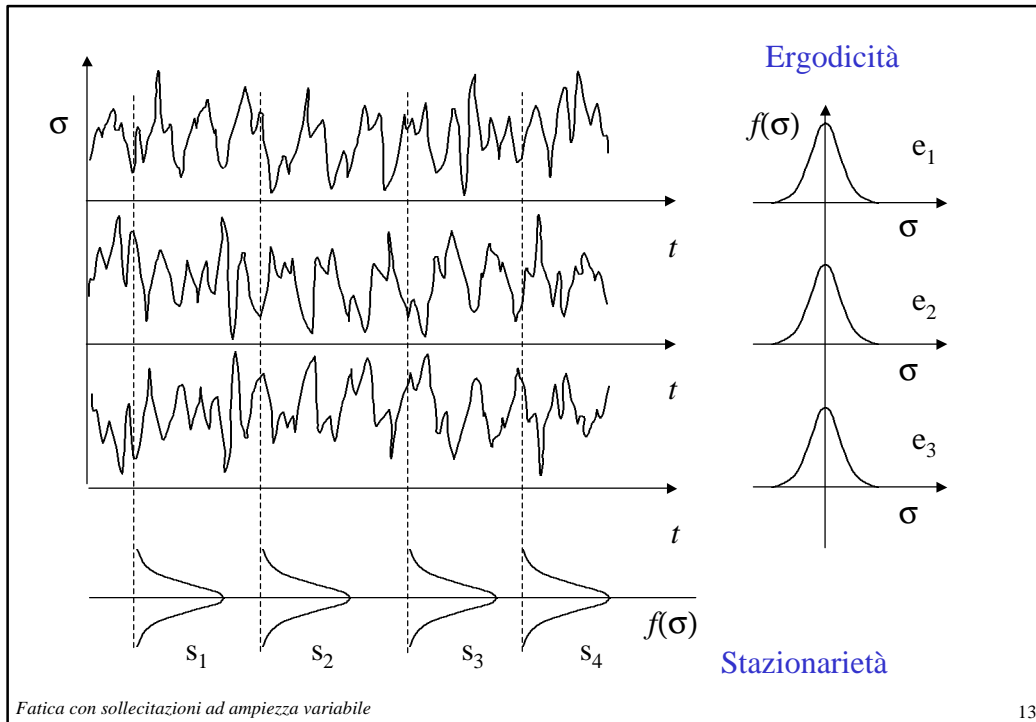 Ergodicità
σ
f(σ)
e1
σ
t
e2
σ
t
e3
σ
t
f(σ)
s1 s2 s3 s4
Stazionarietà
Fatica con sollecitazioni ad ampiezza variabile
13